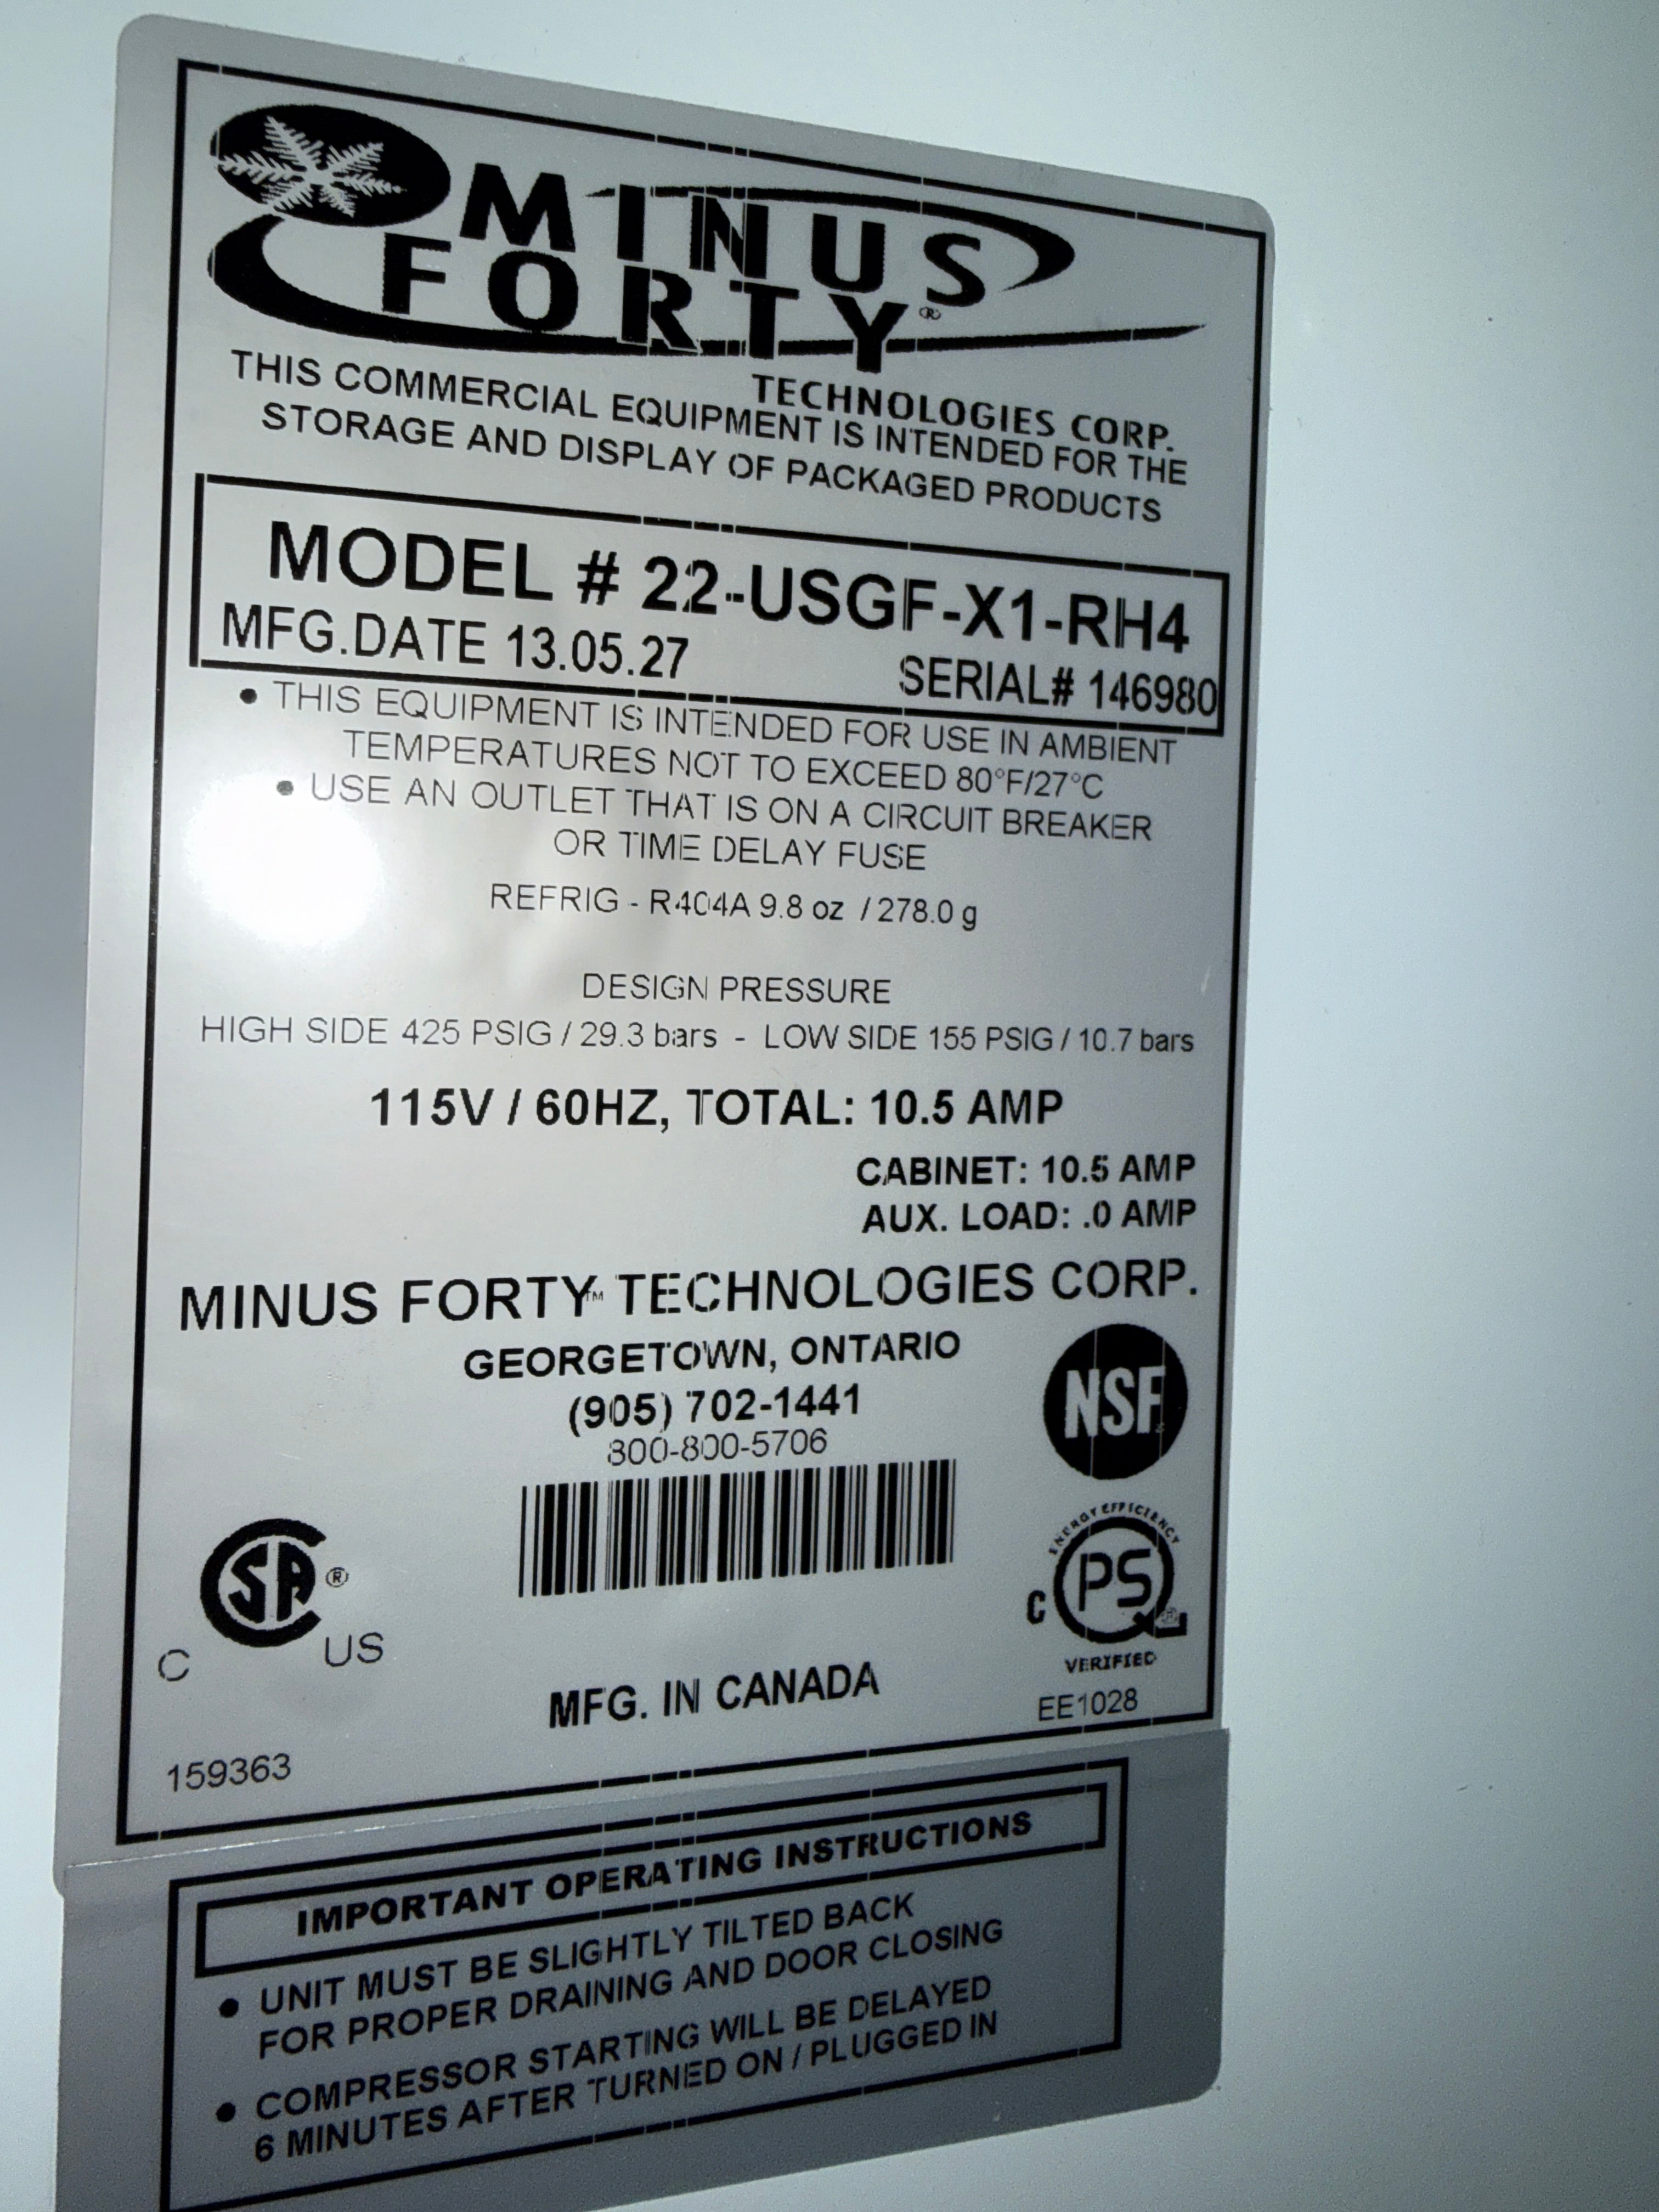 MINUS
FORTY®
TECHNOLOGIES CORP.
THIS COMMERCIAL EQUIPMENT IS INTENDED FOR THE
STORAGE AND DISPLAY OF PACKAGED PRODUCTS
MODEL # 22-USGF-X1-RH4
MFG.DATE 13.05.27 SERIAL# 146980
• THIS EQUIPMENT IS INTENDED FOR USE IN AMBIENT
TEMPERATURES NOT TO EXCEED 80°F/27°C
• USE AN OUTLET THAT IS ON A CIRCUIT BREAKER
OR TIME DELAY FUSE
REFRIG - R404A 9.8 oz / 278.0 g
DESIGN PRESSURE
HIGH SIDE 425 PSIG / 29.3 bars - LOW SIDE 155 PSIG / 10.7 bars
115V / 60HZ, TOTAL: 10.5 AMP
CABINET: 10.5 AMP
AUX. LOAD: .0 AMP
MINUS FORTY™ TECHNOLOGIES CORP.
GEORGETOWN, ONTARIO
(905) 702-1441
800-800-5706
NSF
C SA ® US
ENERGY EFFICIENCY
C PS ®
VERIFIED
EE1028
MFG. IN CANADA
159363
IMPORTANT OPERATING INSTRUCTIONS
• UNIT MUST BE SLIGHTLY TILTED BACK
FOR PROPER DRAINING AND DOOR CLOSING
• COMPRESSOR STARTING WILL BE DELAYED
6 MINUTES AFTER TURNED ON / PLUGGED IN